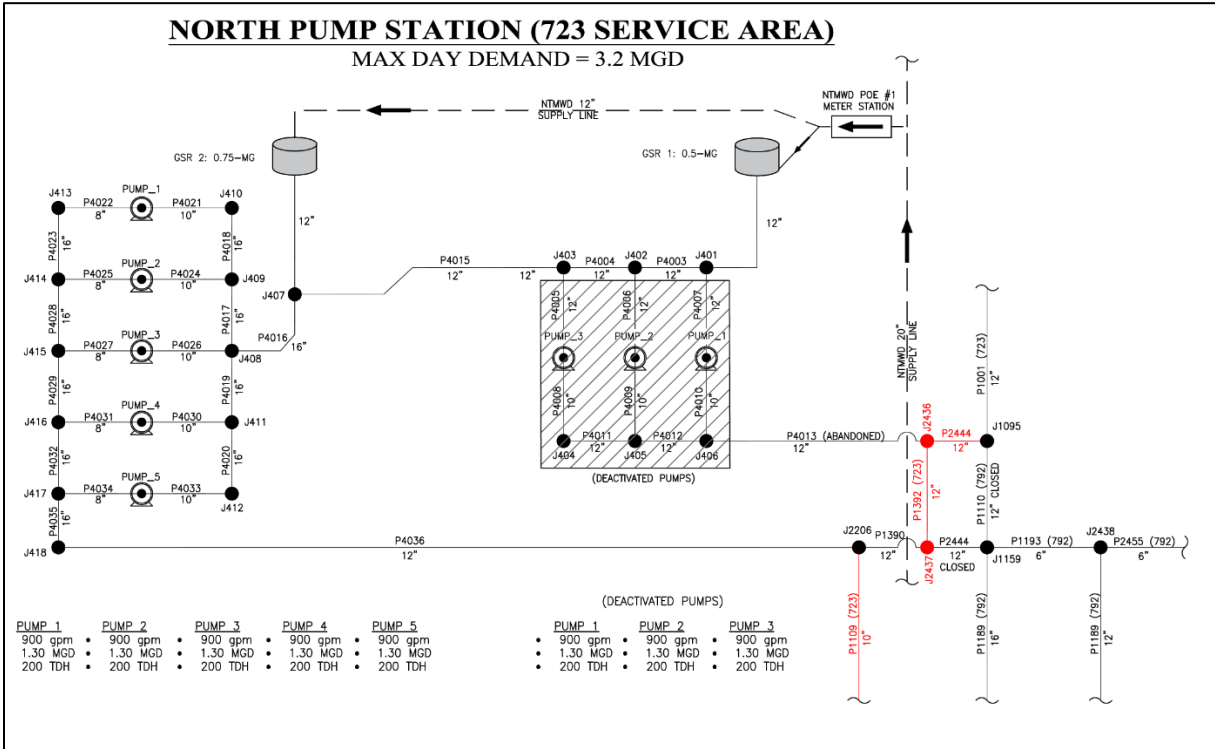 NORTH PUMP STATION (723 SERVICE AREA)
MAX DAY DEMAND = 3.2 MGD
NTMWD POE #1
METER STATION
NTMWD 12"
SUPPLY LINE
GSR 2: 0.75-MG
GSR 1: 0.5-MG
12"
12"
NTMWD 20"
SUPPLY LINE
J413
P4022
8"
PUMP_1
P4021
10"
J410
P4023
16"
P4018
16"
J414
P4025
8"
PUMP_2
P4024
10"
J409
P4028
16"
P4017
16"
J415
P4027
8"
PUMP_3
P4026
10"
J408
P4029
16"
P4019
16"
J416
P4031
8"
PUMP_4
P4030
10"
J411
P4032
16"
P4020
16"
J417
P4034
8"
PUMP_5
P4033
10"
J412
P4035
16"
J418
J407
P4016
16"
P4015
12"
12"
J403
P4004
12"
J402
P4003
12"
J401
P4005
12"
P4006
12"
P4007
12"
PUMP_3
PUMP_2
PUMP_1
P4008
10"
P4009
10"
P4010
10"
J404
P4011
12"
J405
P4012
12"
J406
(DEACTIVATED PUMPS)
P4013 (ABANDONED)
12"
J2436
P2444
12"
J1095
P1001 (723)
12"
P1392 (723)
12"
P1110 (792)
12" CLOSED
P4036
12"
J2206
P1390
12"
J2437
P2444
12"
CLOSED
J1159
P1193 (792)
6"
J2438
P2455 (792)
6"
P1109 (723)
10"
P1189 (792)
16"
P1189 (792)
12"
PUMP 1 PUMP 2 PUMP 3 PUMP 4 PUMP 5
900 gpm • 900 gpm • 900 gpm • 900 gpm • 900 gpm
1.30 MGD • 1.30 MGD • 1.30 MGD • 1.30 MGD • 1.30 MGD
200 TDH • 200 TDH • 200 TDH • 200 TDH • 200 TDH
(DEACTIVATED PUMPS)
PUMP 1 PUMP 2 PUMP 3
• 900 gpm • 900 gpm • 900 gpm
• 1.30 MGD • 1.30 MGD • 1.30 MGD
• 200 TDH • 200 TDH • 200 TDH